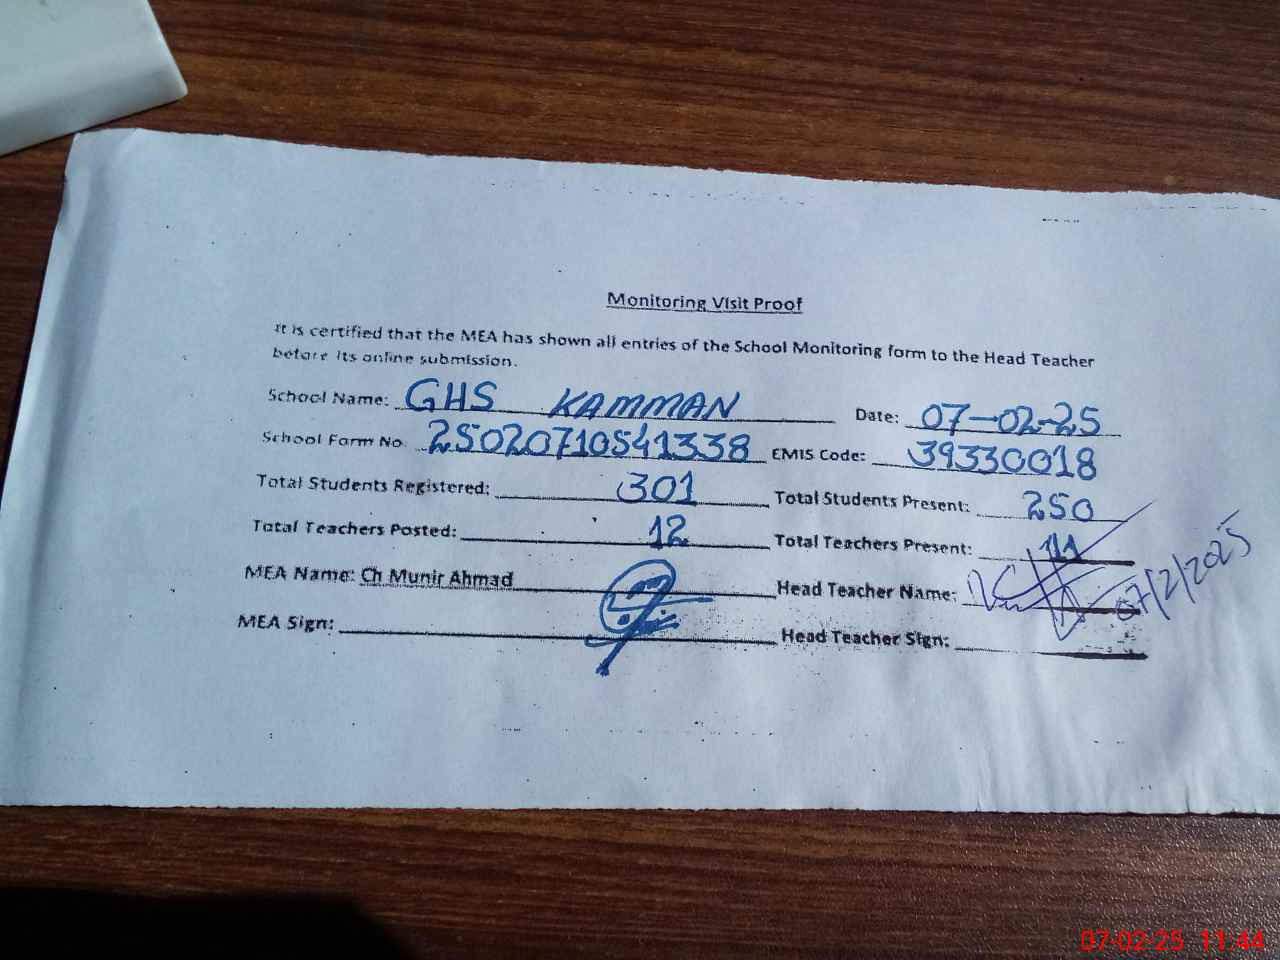 Monitoring Visit Proof
It is certified that the MEA has shown all entries of the School Monitoring form to the Head Teacher
before its online submission.
School Name: GHS KAMMAN Date: 07-02-25
School Form No. 25020710541338 EMIS Code: 39330018
Total Students Registered: 301 Total Students Present: 250
Total Teachers Posted: 12 Total Teachers Present: 11
MEA Name: Ch Munir Ahmad Head Teacher Name: 07/2/2025
MEA Sign: Head Teacher Sign:
07-02-25 11:44